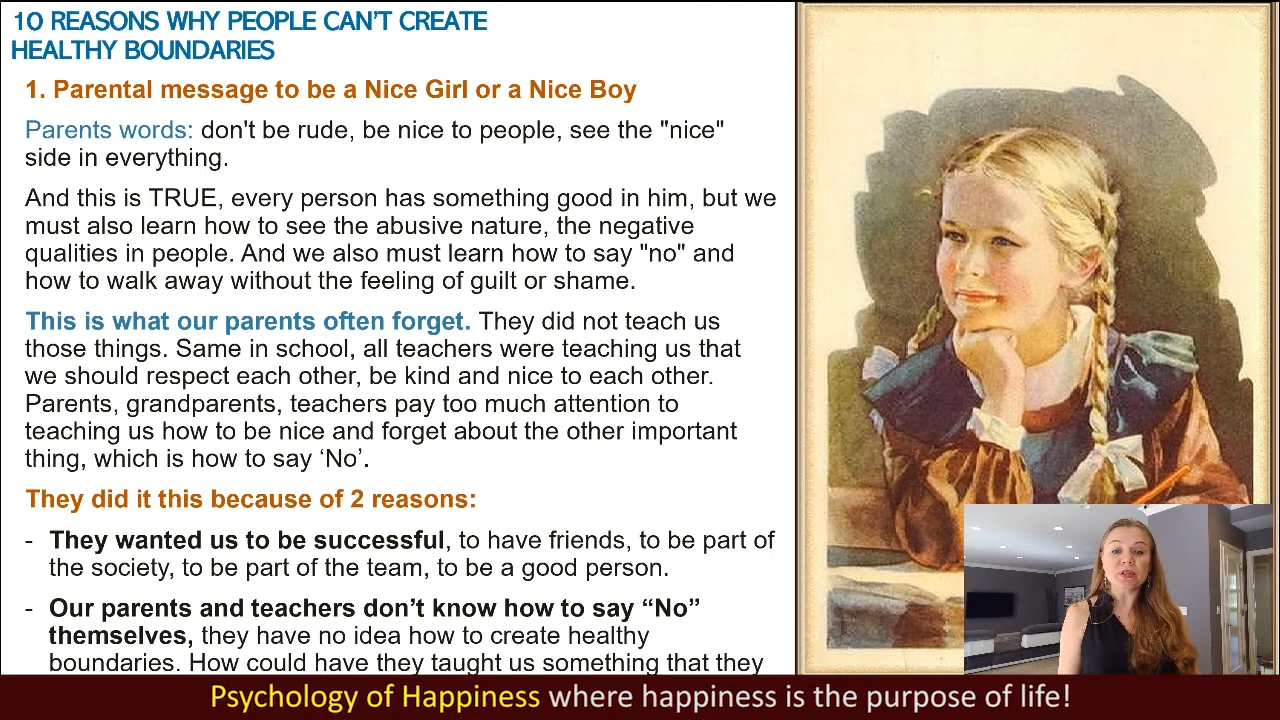 10 REASONS WHY PEOPLE CAN'T CREATE
HEALTHY BOUNDARIES
1. Parental message to be a Nice Girl or a Nice Boy
Parents words: don't be rude, be nice to people, see the "nice"
side in everything.
And this is TRUE, every person has something good in him, but we
must also learn how to see the abusive nature, the negative
qualities in people. And we also must learn how to say "no" and
how to walk away without the feeling of guilt or shame.
This is what our parents often forget. They did not teach us
those things. Same in school, all teachers were teaching us that
we should respect each other, be kind and nice to each other.
Parents, grandparents, teachers pay too much attention to
teaching us how to be nice and forget about the other important
thing, which is how to say ‘No’.
They did it this because of 2 reasons:
- They wanted us to be successful, to have friends, to be part of
the society, to be part of the team, to be a good person.
- Our parents and teachers don’t know how to say “No”
themselves, they have no idea how to create healthy
boundaries. How could have they taught us something that they
Psychology of Happiness where happiness is the purpose of life!